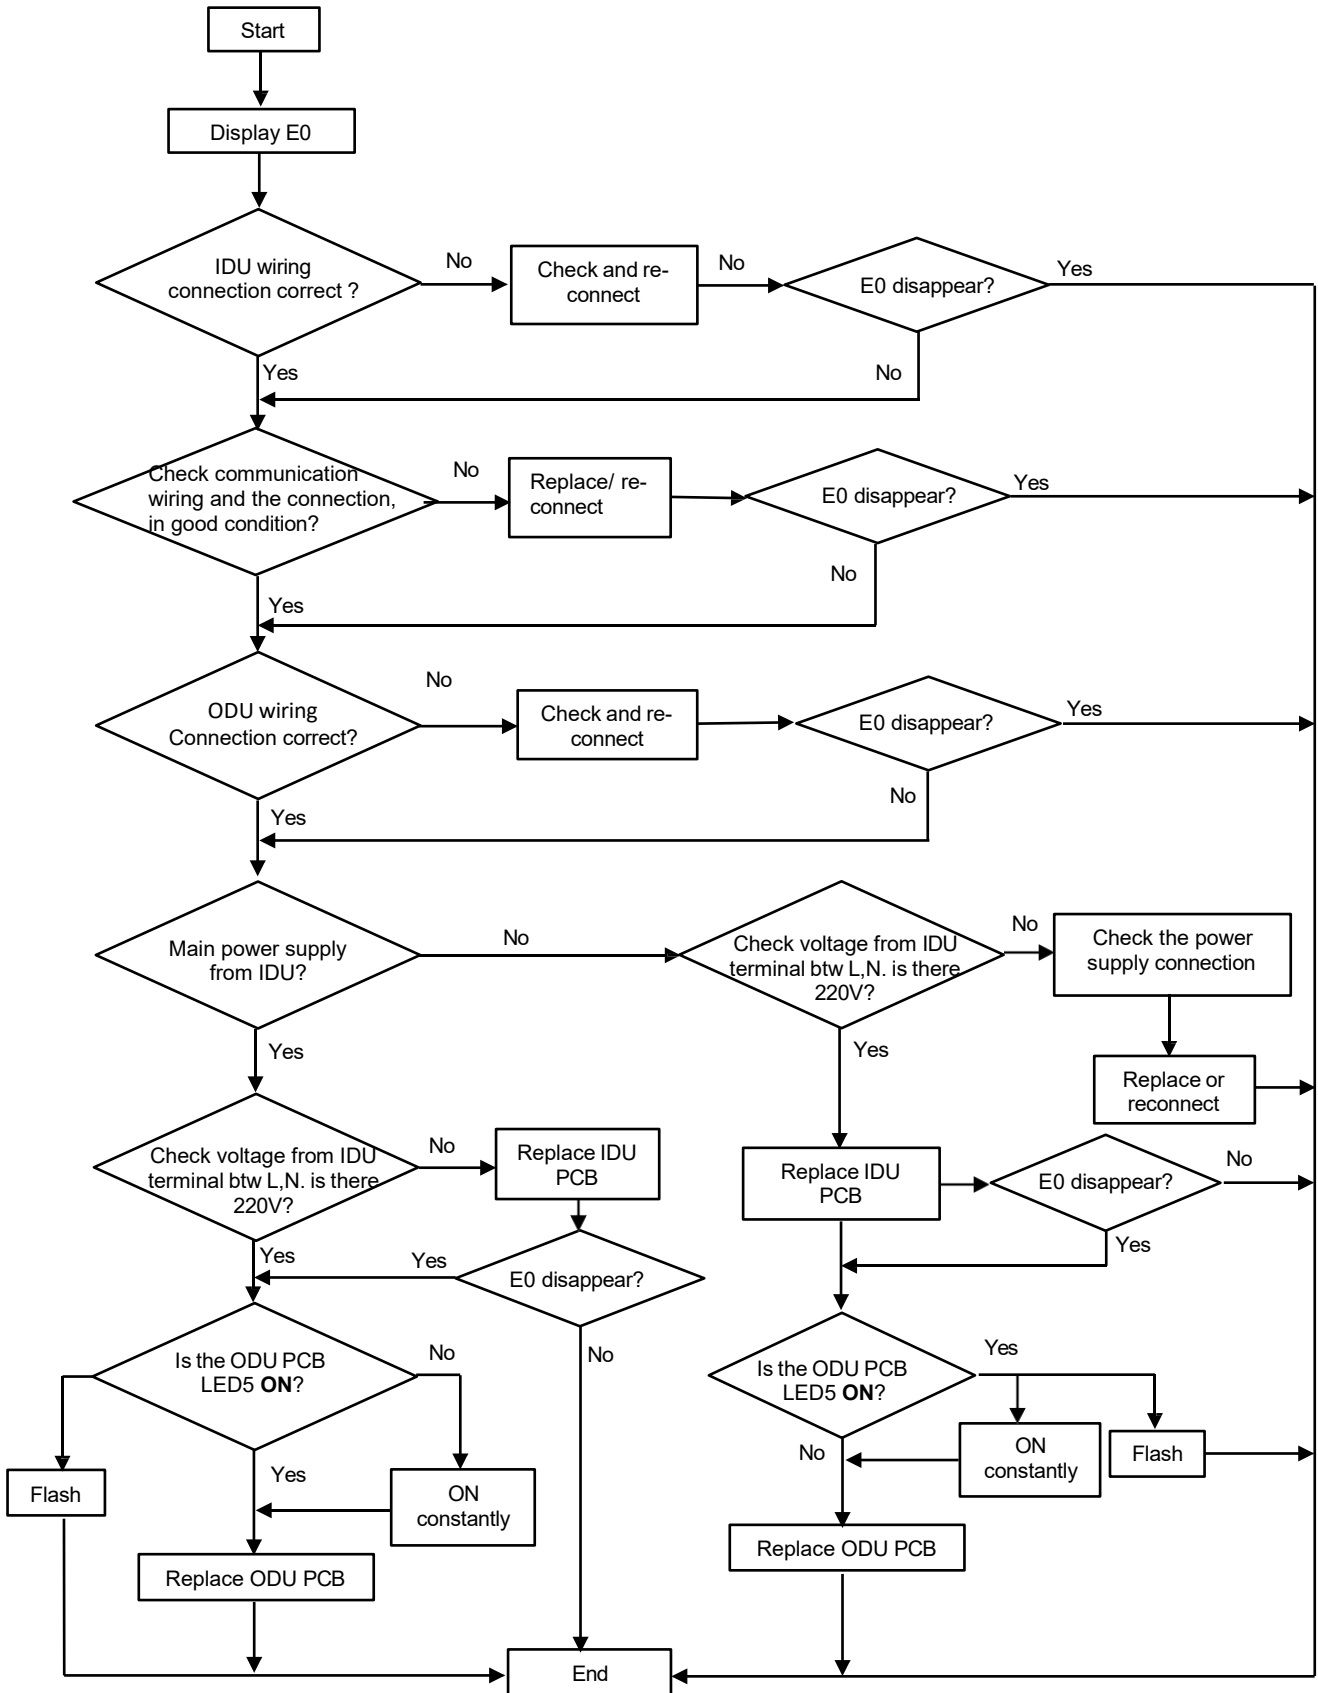 Start
Display E0
IDU wiring
connection correct ?
No
Check and re-
connect
No
E0 disappear?
Yes
Yes
No
Check communication
wiring and the connection,
in good condition?
No
Replace/ re-
connect
E0 disappear?
Yes
No
Yes
ODU wiring
Connection correct?
No
Check and re-
connect
E0 disappear?
Yes
No
Yes
Main power supply
from IDU?
No
Check voltage from IDU
terminal btw L,N. is there
220V?
No
Check the power
supply connection
Yes
Yes
Replace or
reconnect
Check voltage from IDU
terminal btw L,N. is there
220V?
No
Replace IDU
PCB
Replace IDU
PCB
E0 disappear?
No
Yes
Yes
Yes
E0 disappear?
No
Is the ODU PCB
LED5 ON?
No
Is the ODU PCB
LED5 ON?
Yes
Flash
Yes
ON
constantly
No
ON
constantly
Flash
Replace ODU PCB
Replace ODU PCB
End